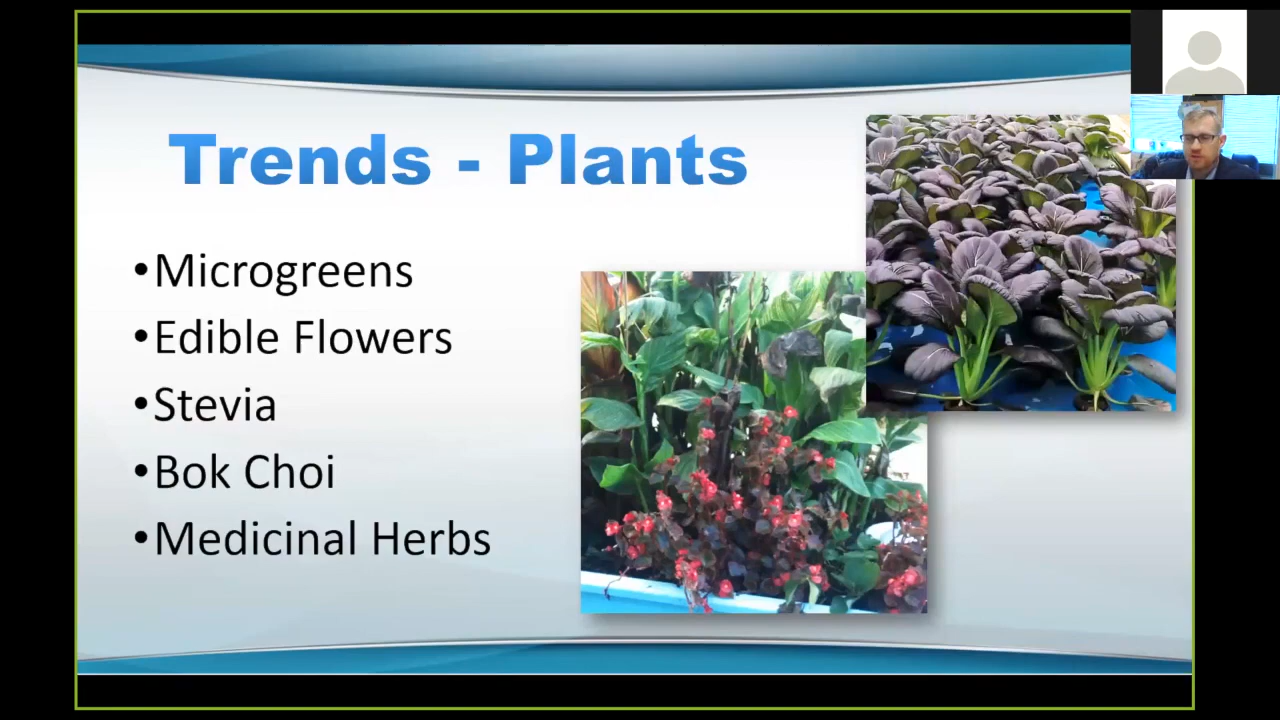 Trends - Plants
•Microgreens
•Edible Flowers
•Stevia
•Bok Choi
•Medicinal Herbs